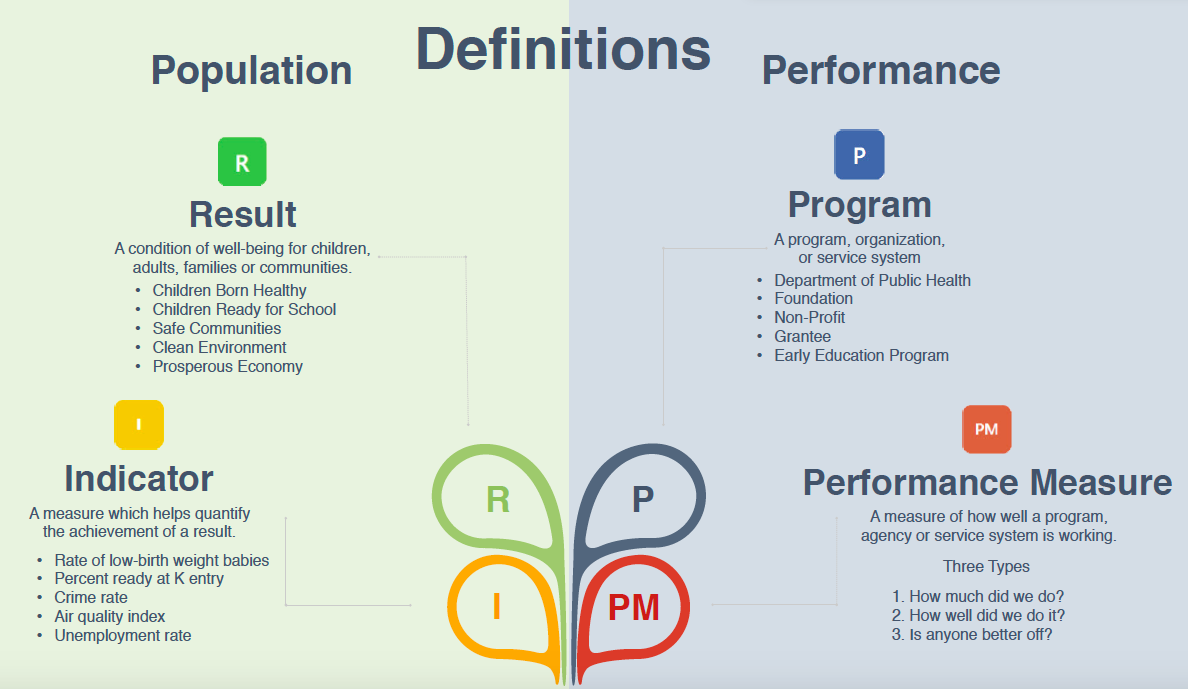 Definitions
Population
R
Result
A condition of well-being for children,
adults, families or communities.
• Children Born Healthy
• Children Ready for School
• Safe Communities
• Clean Environment
• Prosperous Economy
I
Indicator
A measure which helps quantify
the achievement of a result.
• Rate of low-birth weight babies
• Percent ready at K entry
• Crime rate
• Air quality index
• Unemployment rate
Performance
P
Program
A program, organization,
or service system
• Department of Public Health
• Foundation
• Non-Profit
• Grantee
• Early Education Program
PM
Performance Measure
A measure of how well a program,
agency or service system is working.
Three Types
1. How much did we do?
2. How well did we do it?
3. Is anyone better off?
R
P
I
PM